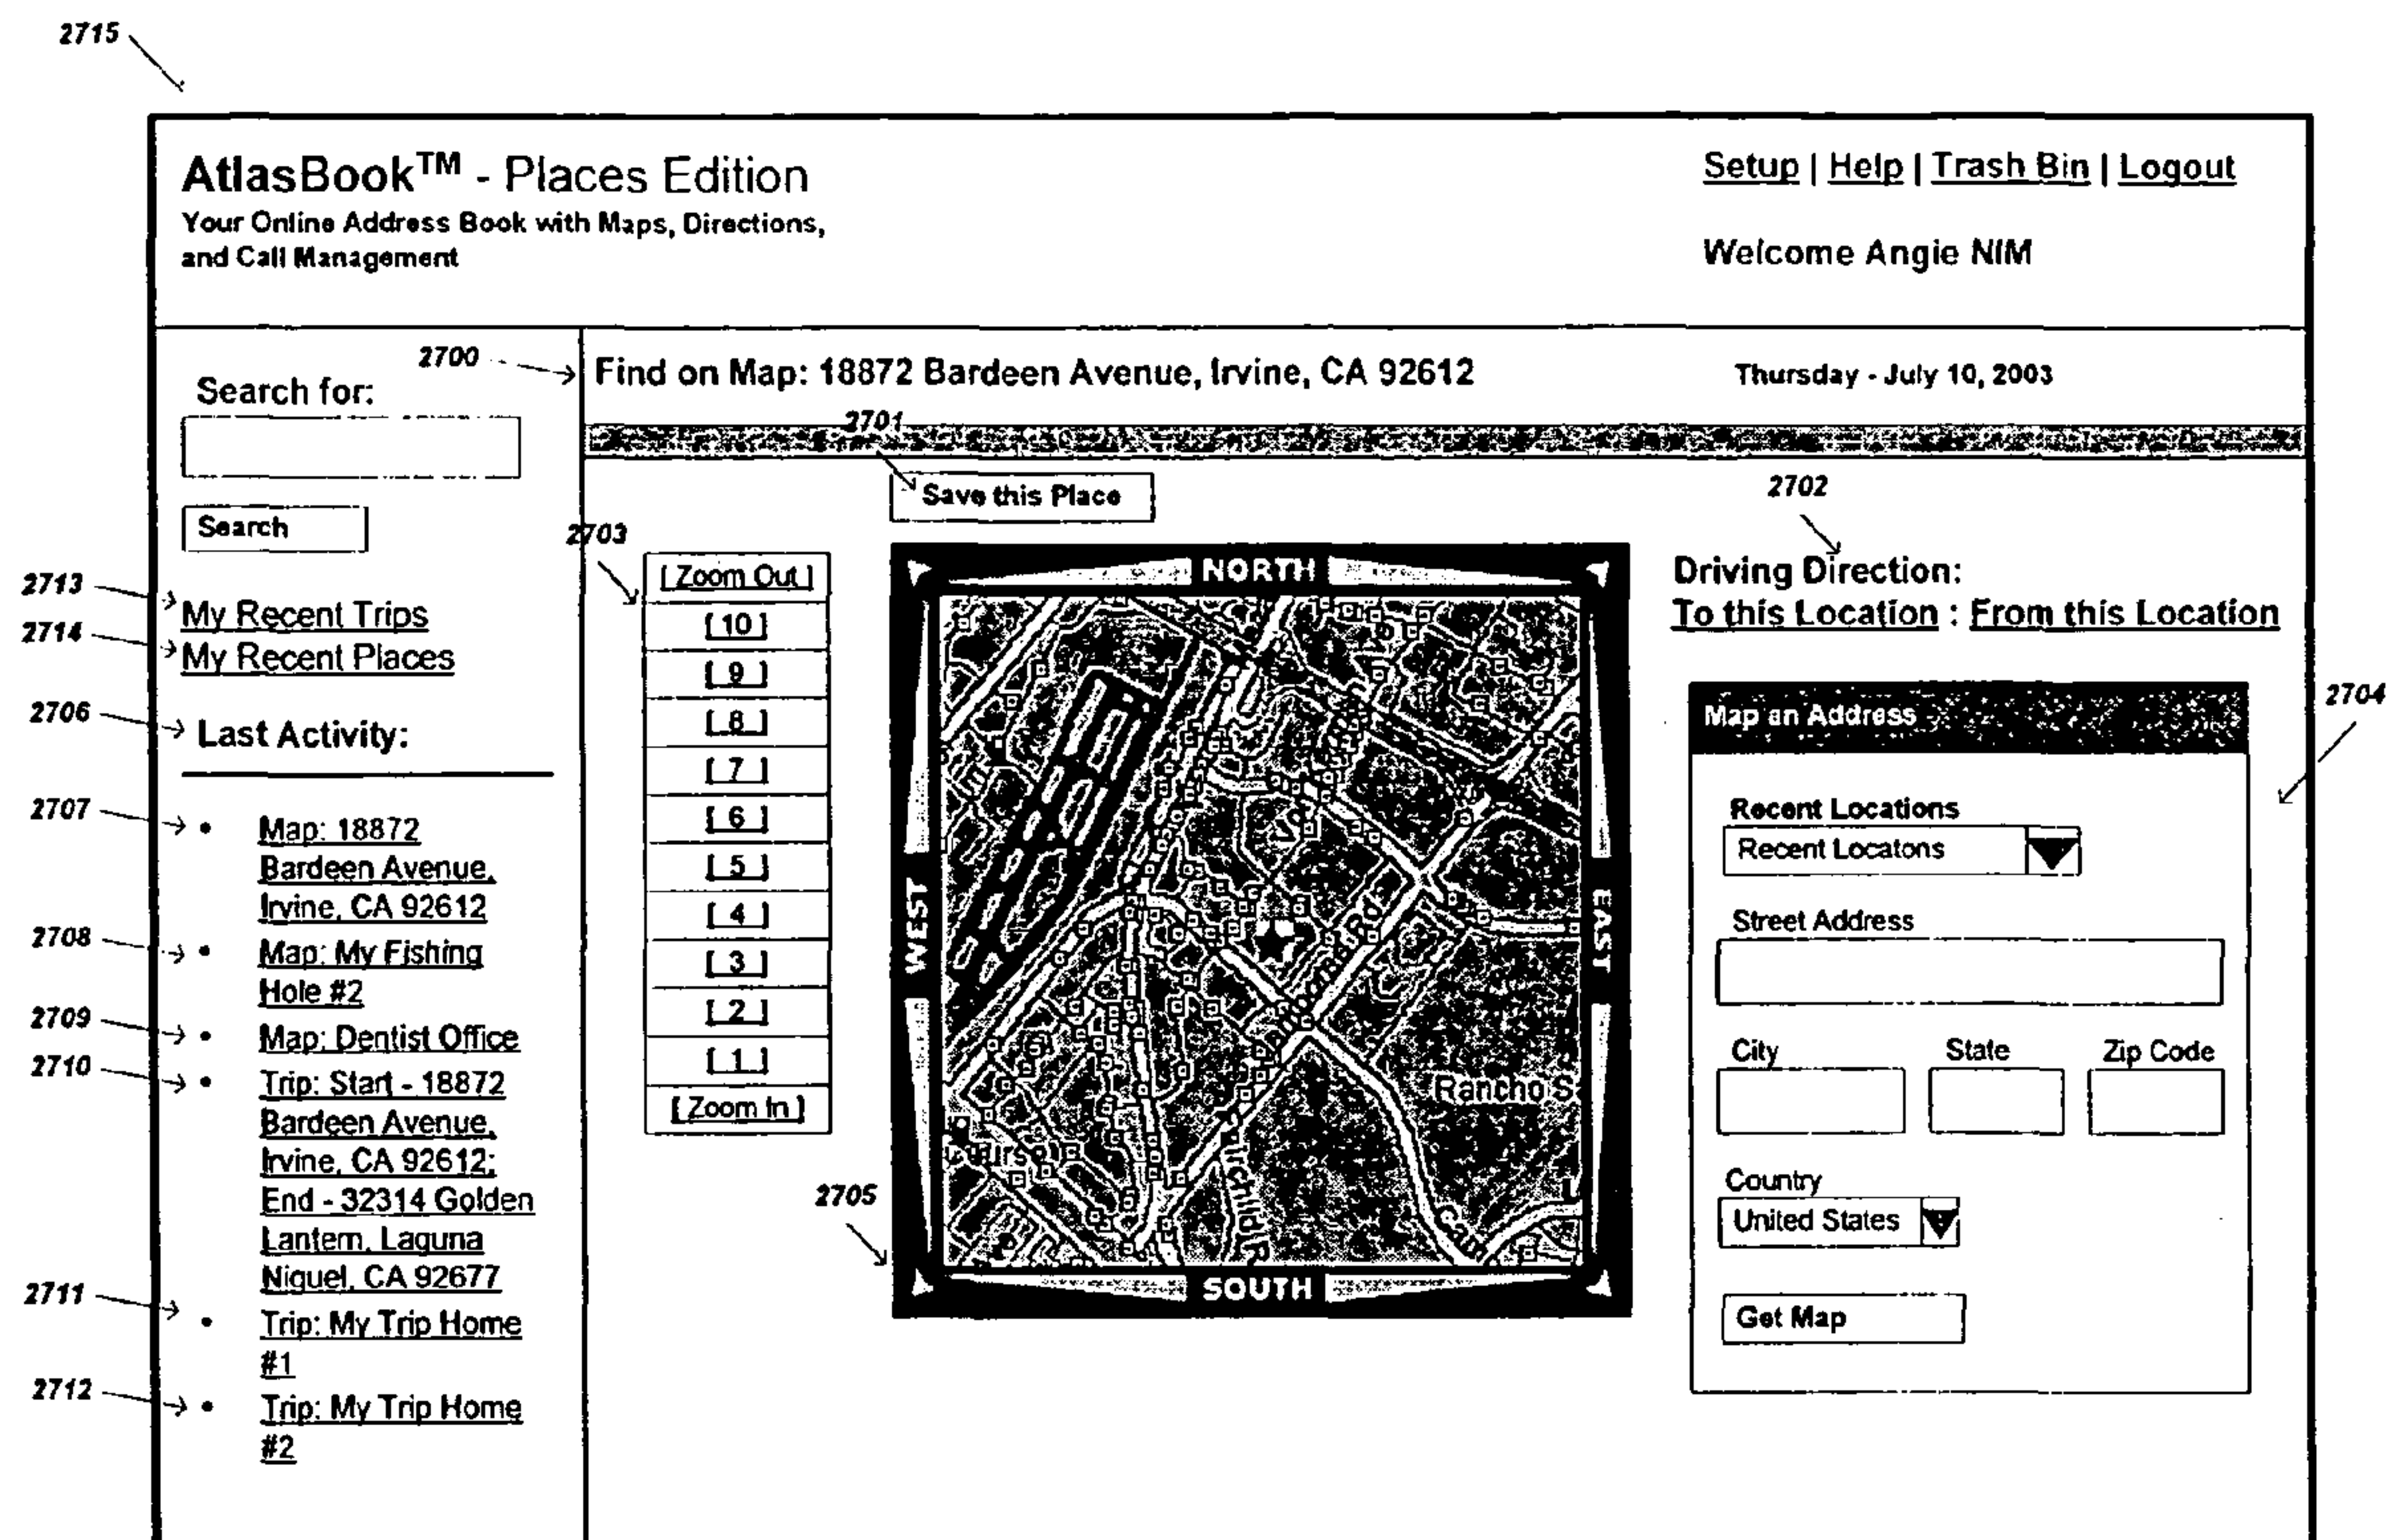 2715
AtlasBook™ - Places Edition
Your Online Address Book with Maps, Directions,
and Call Management
Setup | Help | Trash Bin | Logout
Welcome Angie NIM
2700
Find on Map: 18872 Bardeen Avenue, Irvine, CA 92612
Thursday - July 10, 2003
Search for:
Search
2713
My Recent Trips
2714
My Recent Places
2706
Last Activity:
2707
• Map: 18872
Bardeen Avenue,
Irvine, CA 92612
2708
• Map: My Fishing
Hole #2
2709
• Map: Dentist Office
2710
• Trip: Start - 18872
Bardeen Avenue,
Irvine, CA 92612;
End - 32314 Golden
Lantern, Laguna
Niguel, CA 92677
2711
• Trip: My Trip Home
#1
2712
• Trip: My Trip Home
#2
2701
Save this Place
2703
[ Zoom Out ]
[ 10 ]
[ 9 ]
[ 8 ]
[ 7 ]
[ 6 ]
[ 5 ]
[ 4 ]
[ 3 ]
[ 2 ]
[ 1 ]
[ Zoom In ]
2705
NORTH
WEST
EAST
SOUTH
Rancho S
2702
Driving Direction:
To this Location : From this Location
2704
Map an Address
Recent Locations
Recent Locatons
Street Address
City State Zip Code
Country
United States
Get Map